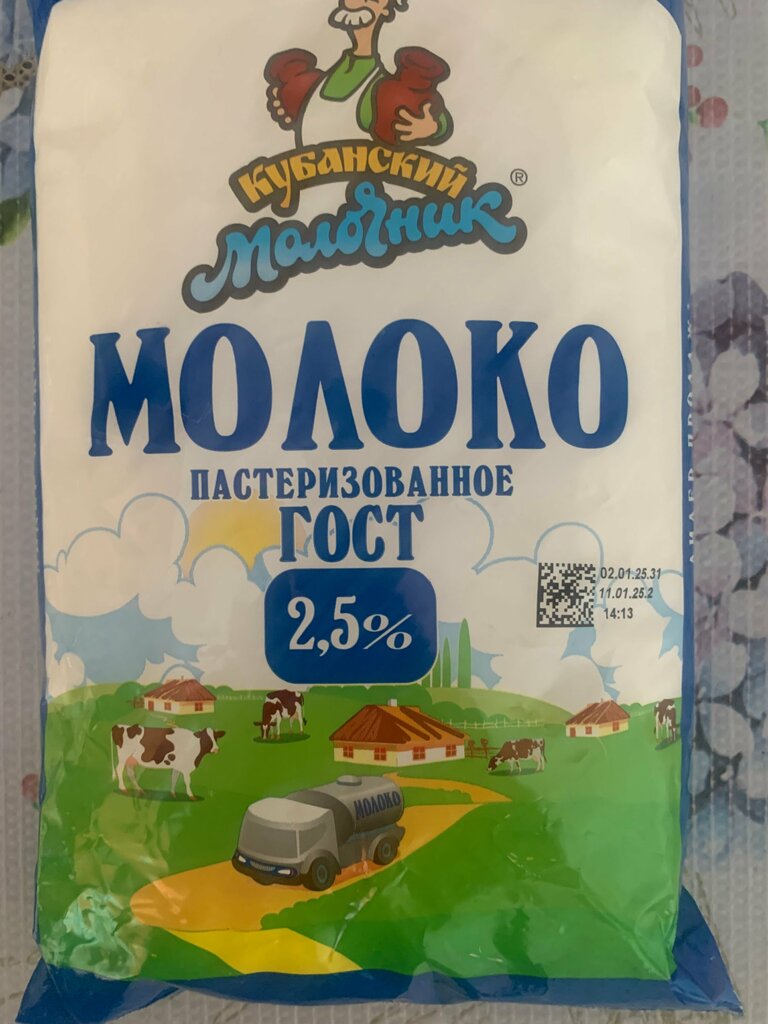 Кубанский
Молочник ®
МОЛОКО
ПАСТЕРИЗОВАННОЕ
ГОСТ
2,5%
02.01.25.31
11.01.25.2
14:13
МОЛОКО